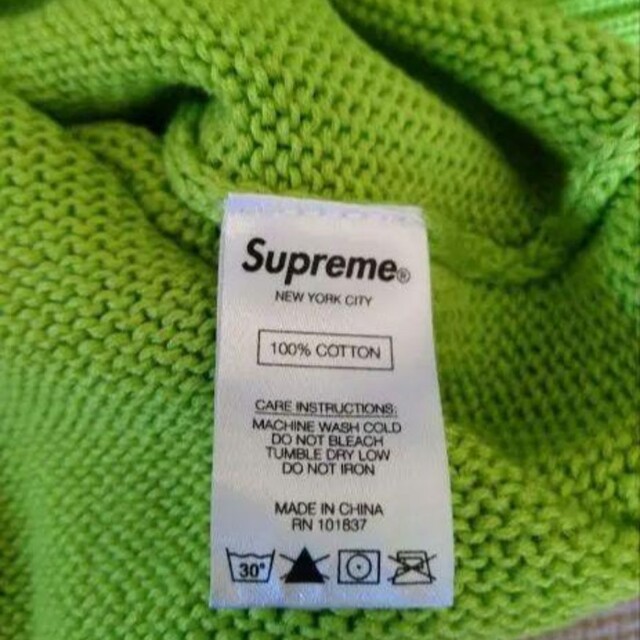 Supreme®
NEW YORK CITY
100% COTTON
CARE INSTRUCTIONS:
MACHINE WASH COLD
DO NOT BLEACH
TUMBLE DRY LOW
DO NOT IRON
MADE IN CHINA
RN 101837
30°